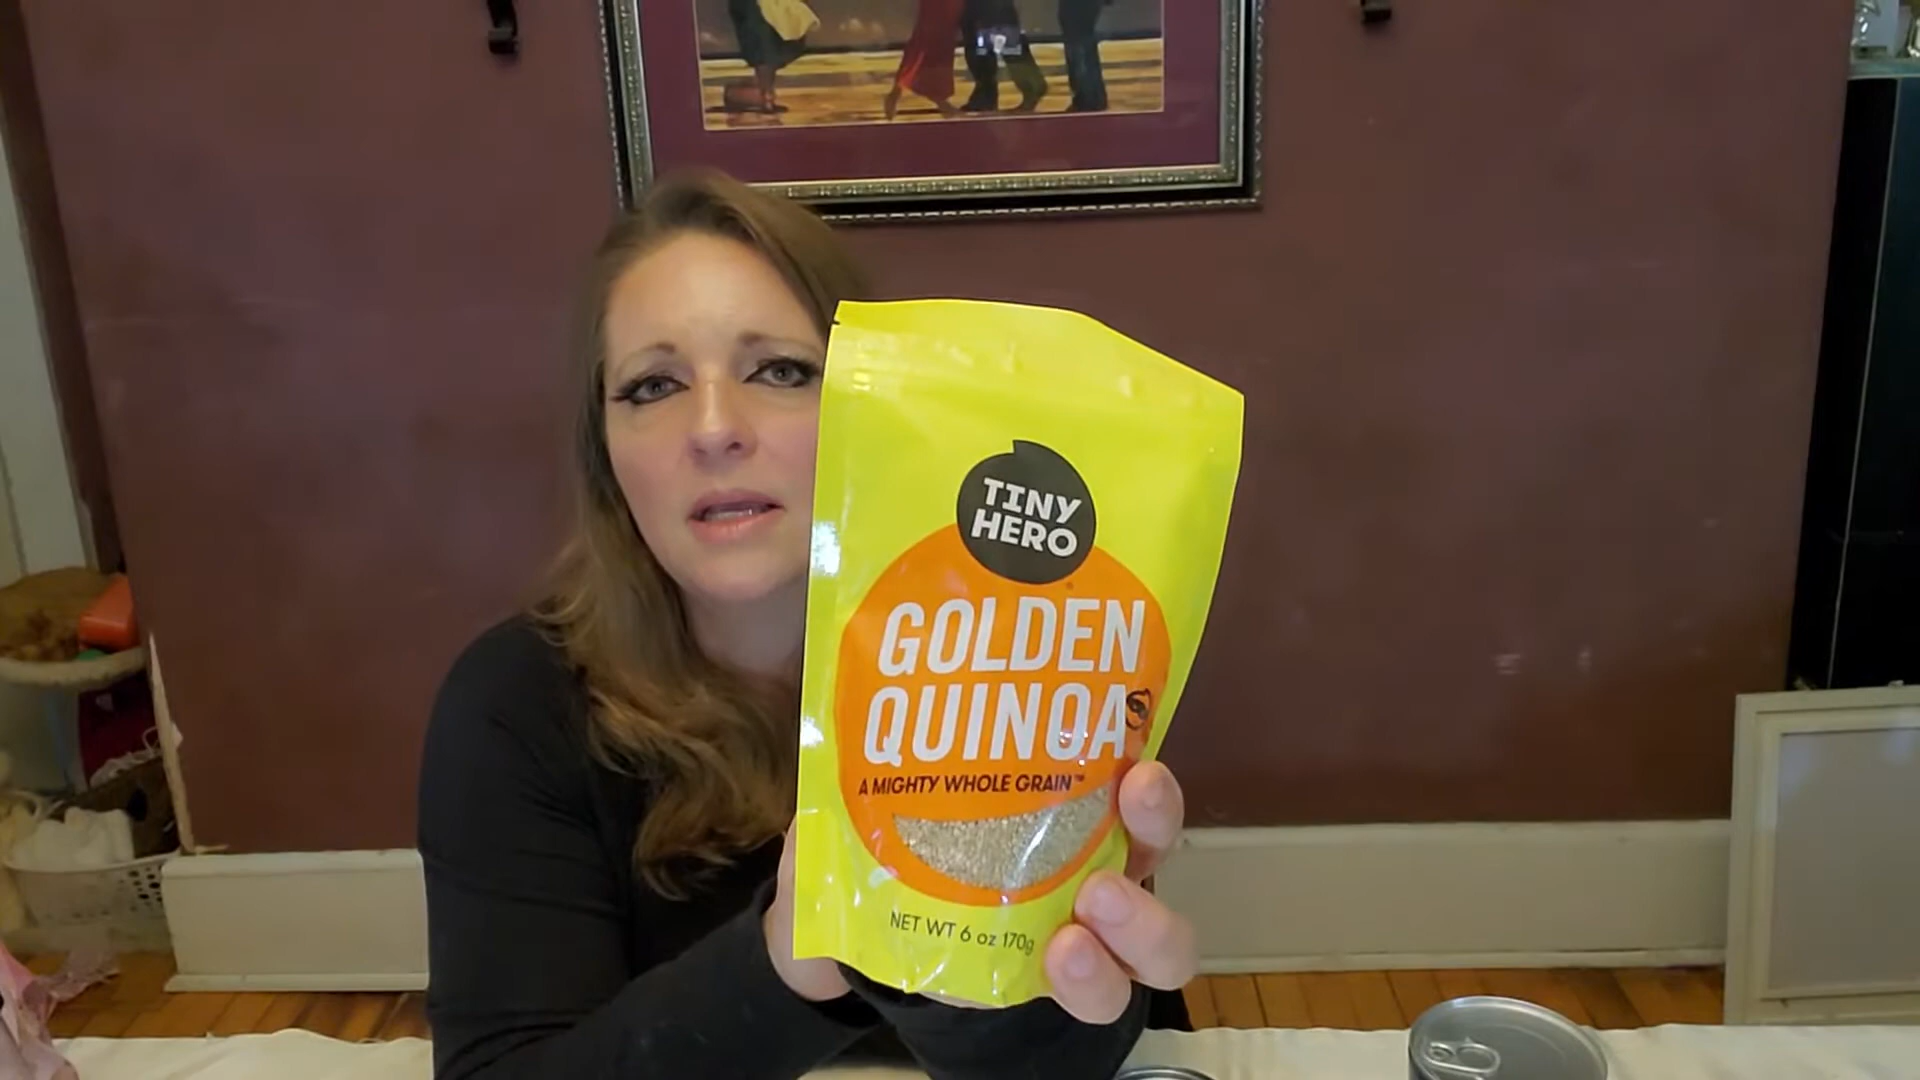 TINY
HERO
GOLDEN
QUINOA
A MIGHTY WHOLE GRAIN™
NET WT 6 oz 170g